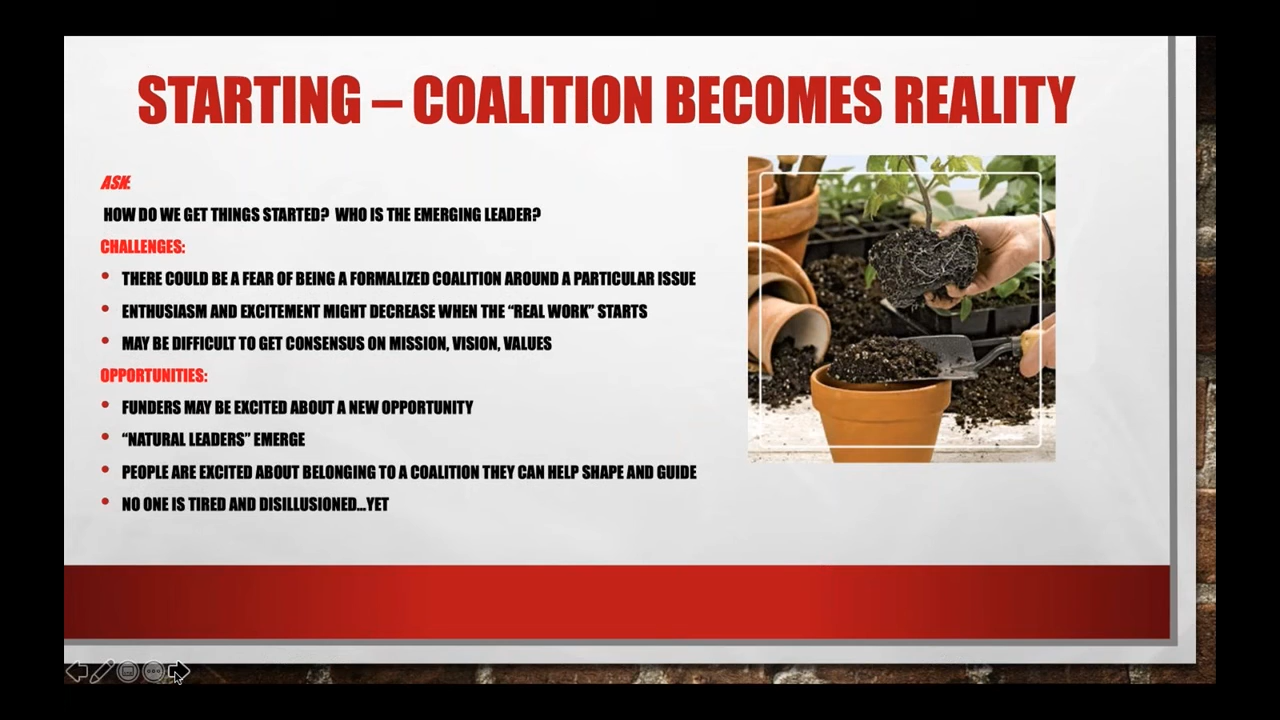 STARTING – COALITION BECOMES REALITY
ASK:
HOW DO WE GET THINGS STARTED? WHO IS THE EMERGING LEADER?
CHALLENGES:
• THERE COULD BE A FEAR OF BEING A FORMALIZED COALITION AROUND A PARTICULAR ISSUE
• ENTHUSIASM AND EXCITEMENT MIGHT DECREASE WHEN THE “REAL WORK” STARTS
• MAY BE DIFFICULT TO GET CONSENSUS ON MISSION, VISION, VALUES
OPPORTUNITIES:
• FUNDERS MAY BE EXCITED ABOUT A NEW OPPORTUNITY
• “NATURAL LEADERS” EMERGE
• PEOPLE ARE EXCITED ABOUT BELONGING TO A COALITION THEY CAN HELP SHAPE AND GUIDE
• NO ONE IS TIRED AND DISILLUSIONED…YET